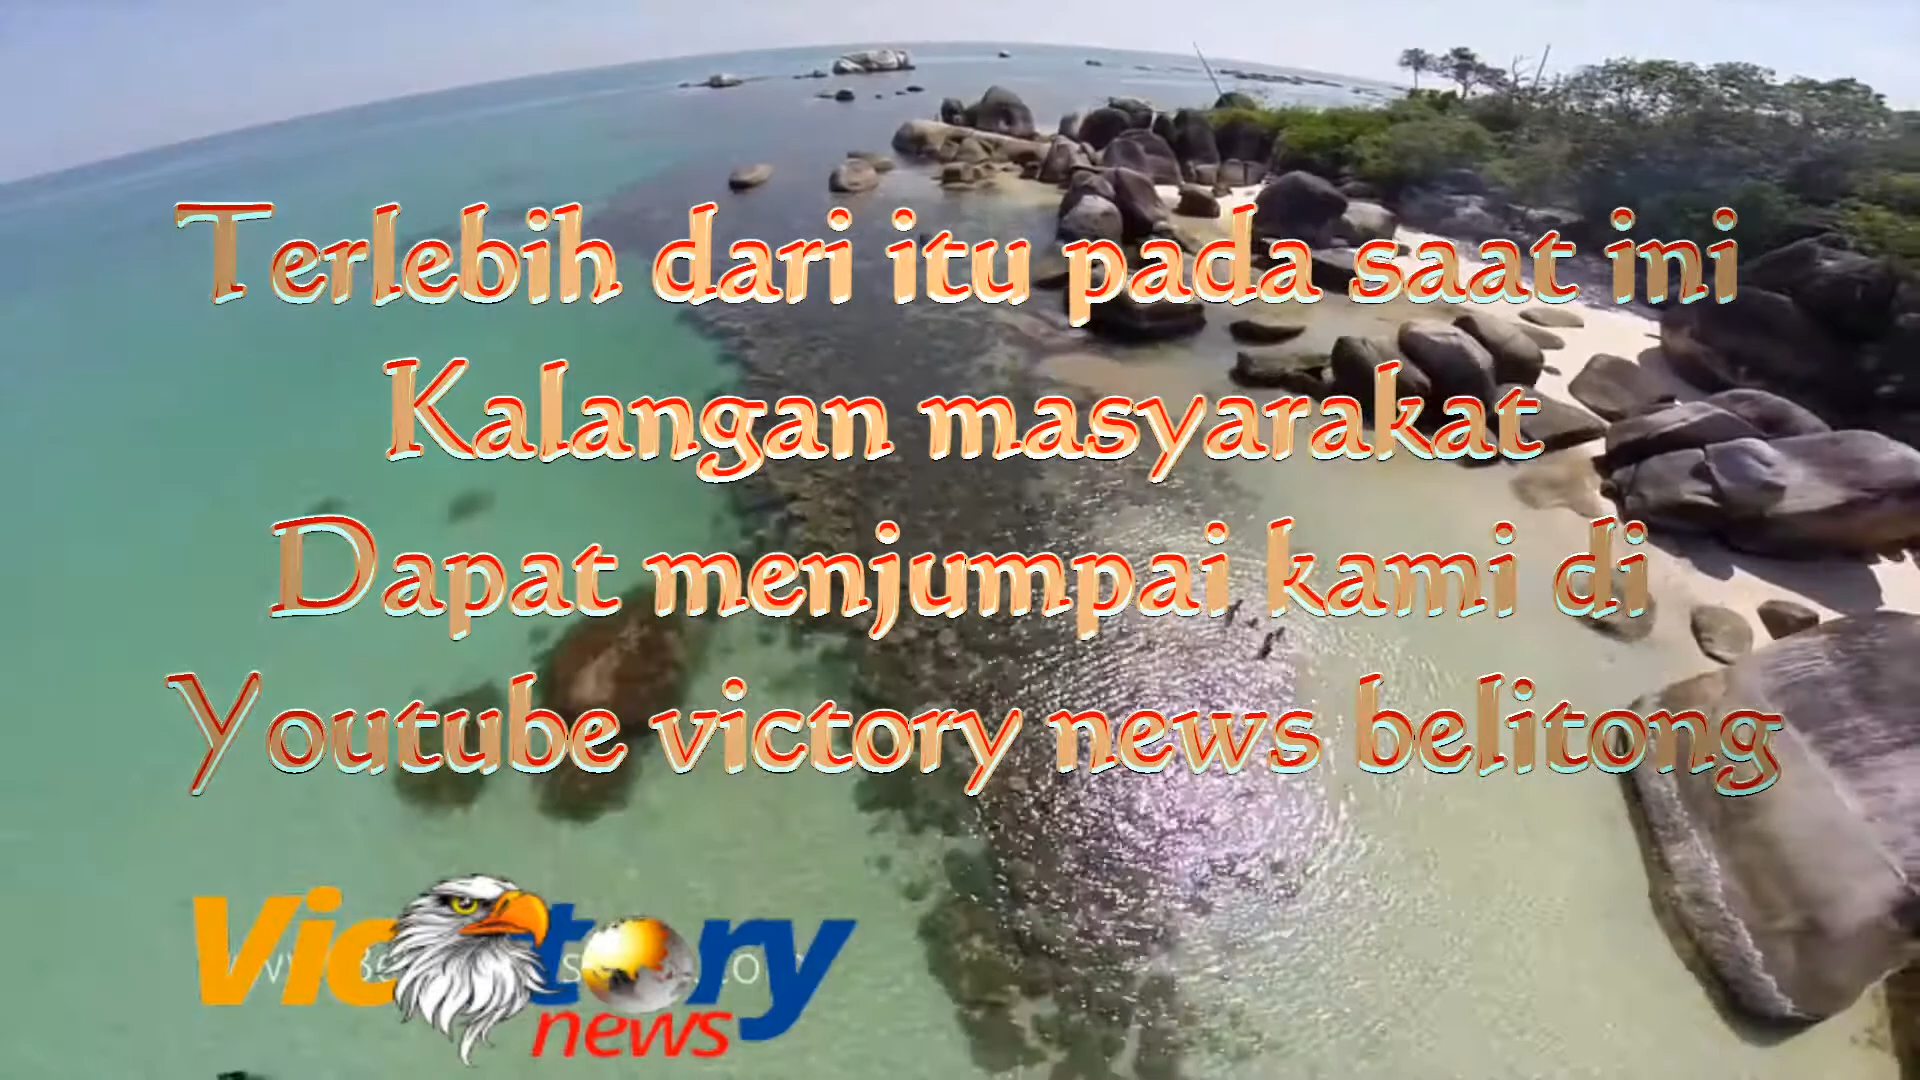 Terlebih dari itu pada saat ini
Kalangan masyarakat
Dapat menjumpai kami di
Youtube victory news belitong
Victory
news